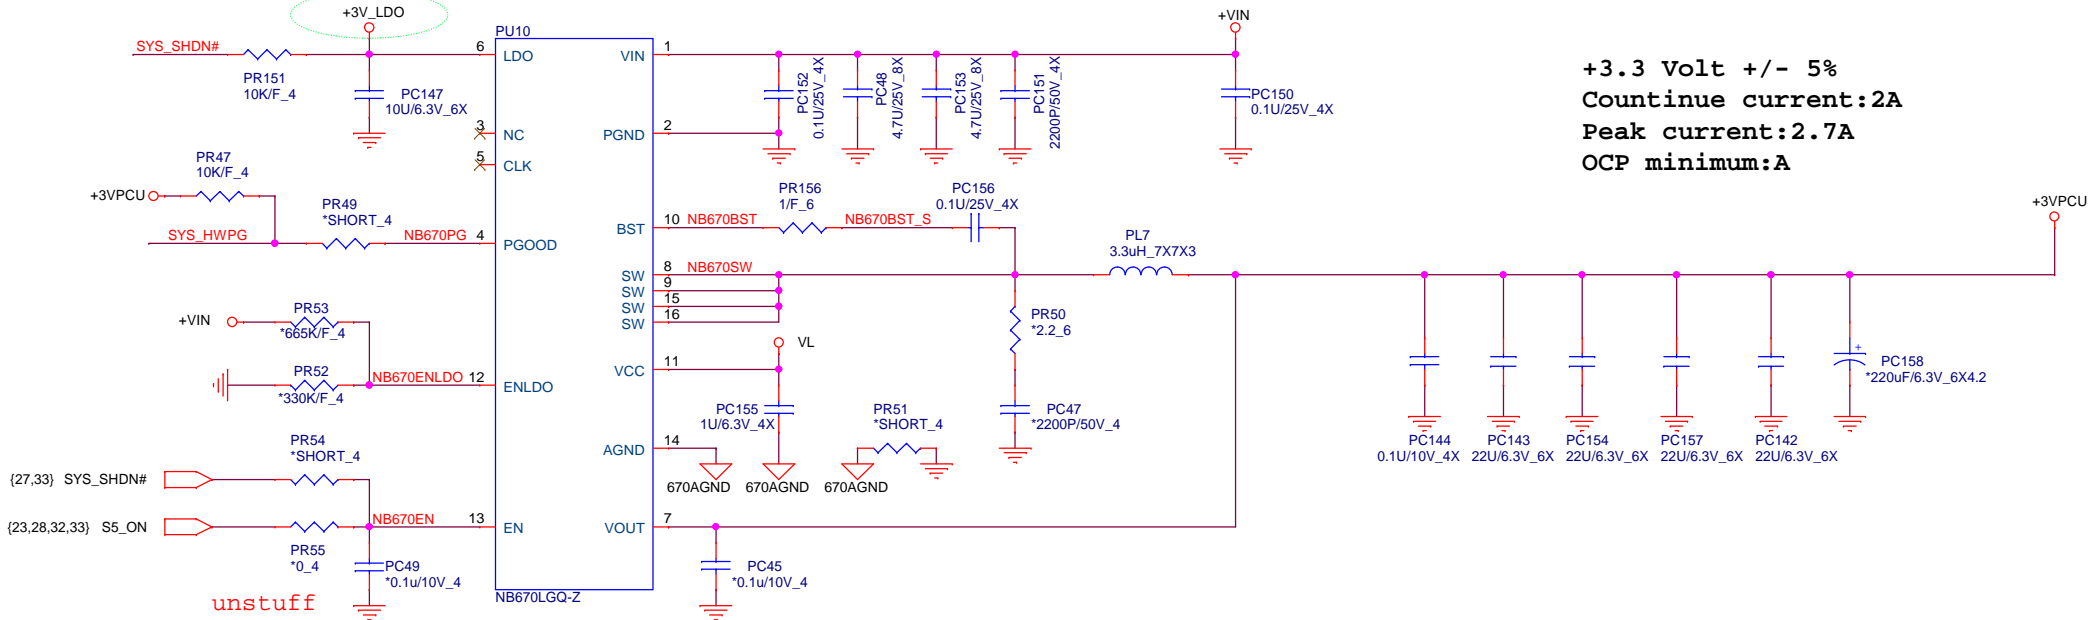 +3V_LDO
SYS_SHDN#
PR151
10K/F_4
PC147
10U/6.3V_6X
PR47
10K/F_4
+3VPCU
SYS_HWPG
PR49
*SHORT_4
NB670PG
+VIN
PR53
*665K/F_4
PR52
*330K/F_4
NB670ENLDO
PR54
*SHORT_4
{27,33} SYS_SHDN#
{23,28,32,33} S5_ON
PR55
*0_4
NB670EN
PC49
*0.1u/10V_4
unstuff
PU10
6 LDO
3 NC
5 CLK
4 PGOOD
12 ENLDO
13 EN
VIN 1
PGND 2
BST 10
SW 8
SW 9
SW 15
SW 16
VCC 11
AGND 14
VOUT 7
NB670LGQ-Z
+VIN
PC152
0.1U/25V_4X
PC48
4.7U/25V_8X
PC153
4.7U/25V_8X
PC151
2200P/50V_4X
PC150
0.1U/25V_4X
NB670BST
PR156
1/F_6
NB670BST_S
PC156
0.1U/25V_4X
NB670SW
PL7
3.3uH_7X7X3
PR50
*2.2_6
PC47
*2200P/50V_4
VL
PC155
1U/6.3V_4X
PR51
*SHORT_4
670AGND
670AGND
670AGND
PC45
*0.1u/10V_4
+3.3 Volt +/- 5%
Countinue current:2A
Peak current:2.7A
OCP minimum:A
+3VPCU
PC144
0.1U/10V_4X
PC143
22U/6.3V_6X
PC154
22U/6.3V_6X
PC157
22U/6.3V_6X
PC142
22U/6.3V_6X
+
PC158
*220uF/6.3V_6X4.2